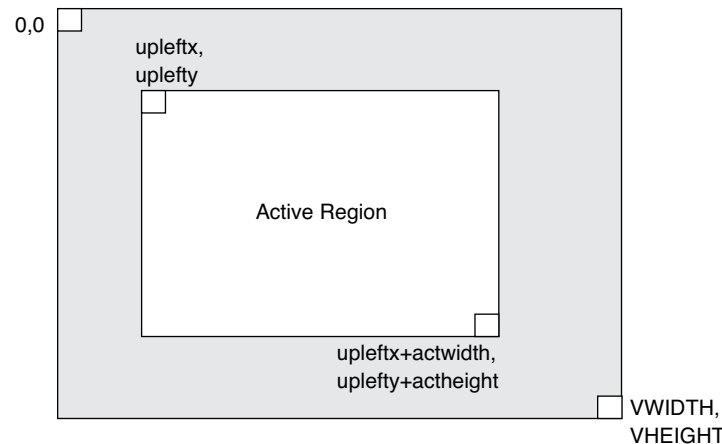 0,0
upleftx,
uplefty
Active Region
upleftx+actwidth,
uplefty+actheight
VWIDTH,
VHEIGHT